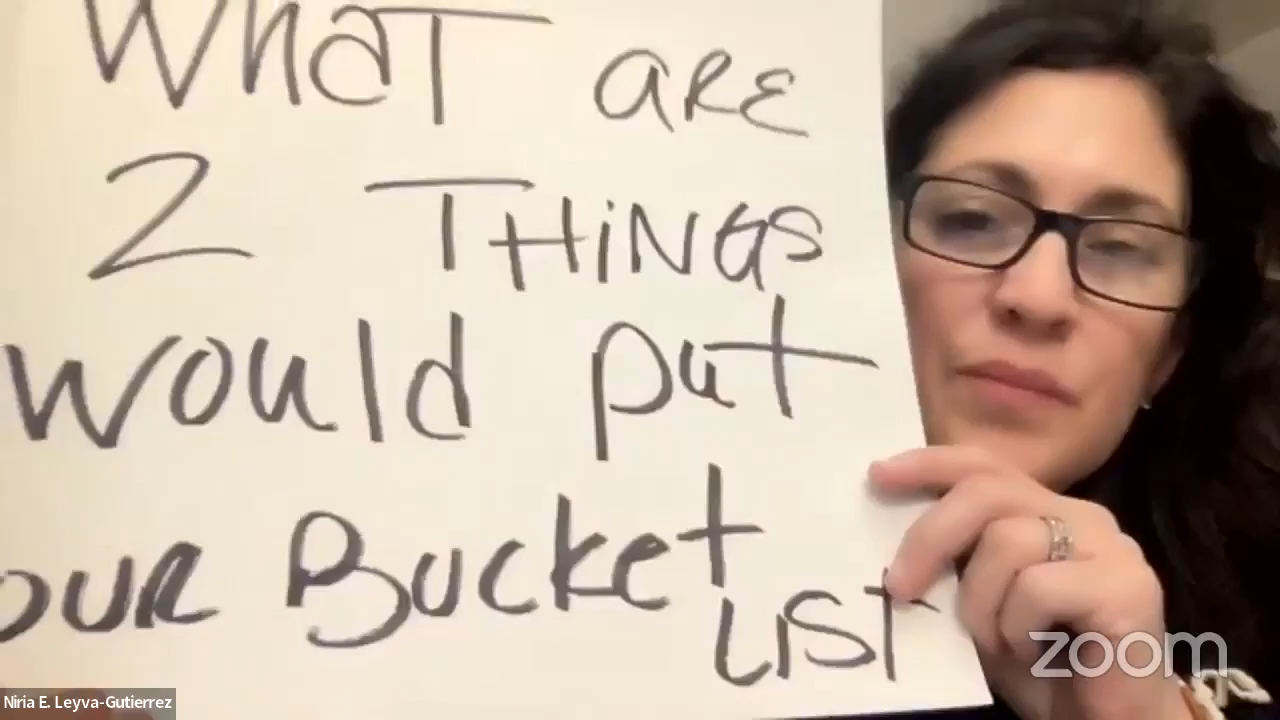 WHAT ARE
2 THINGS
would put
OUR BUCKET
LIST
zoom
Niria E. Leyva-Gutierrez